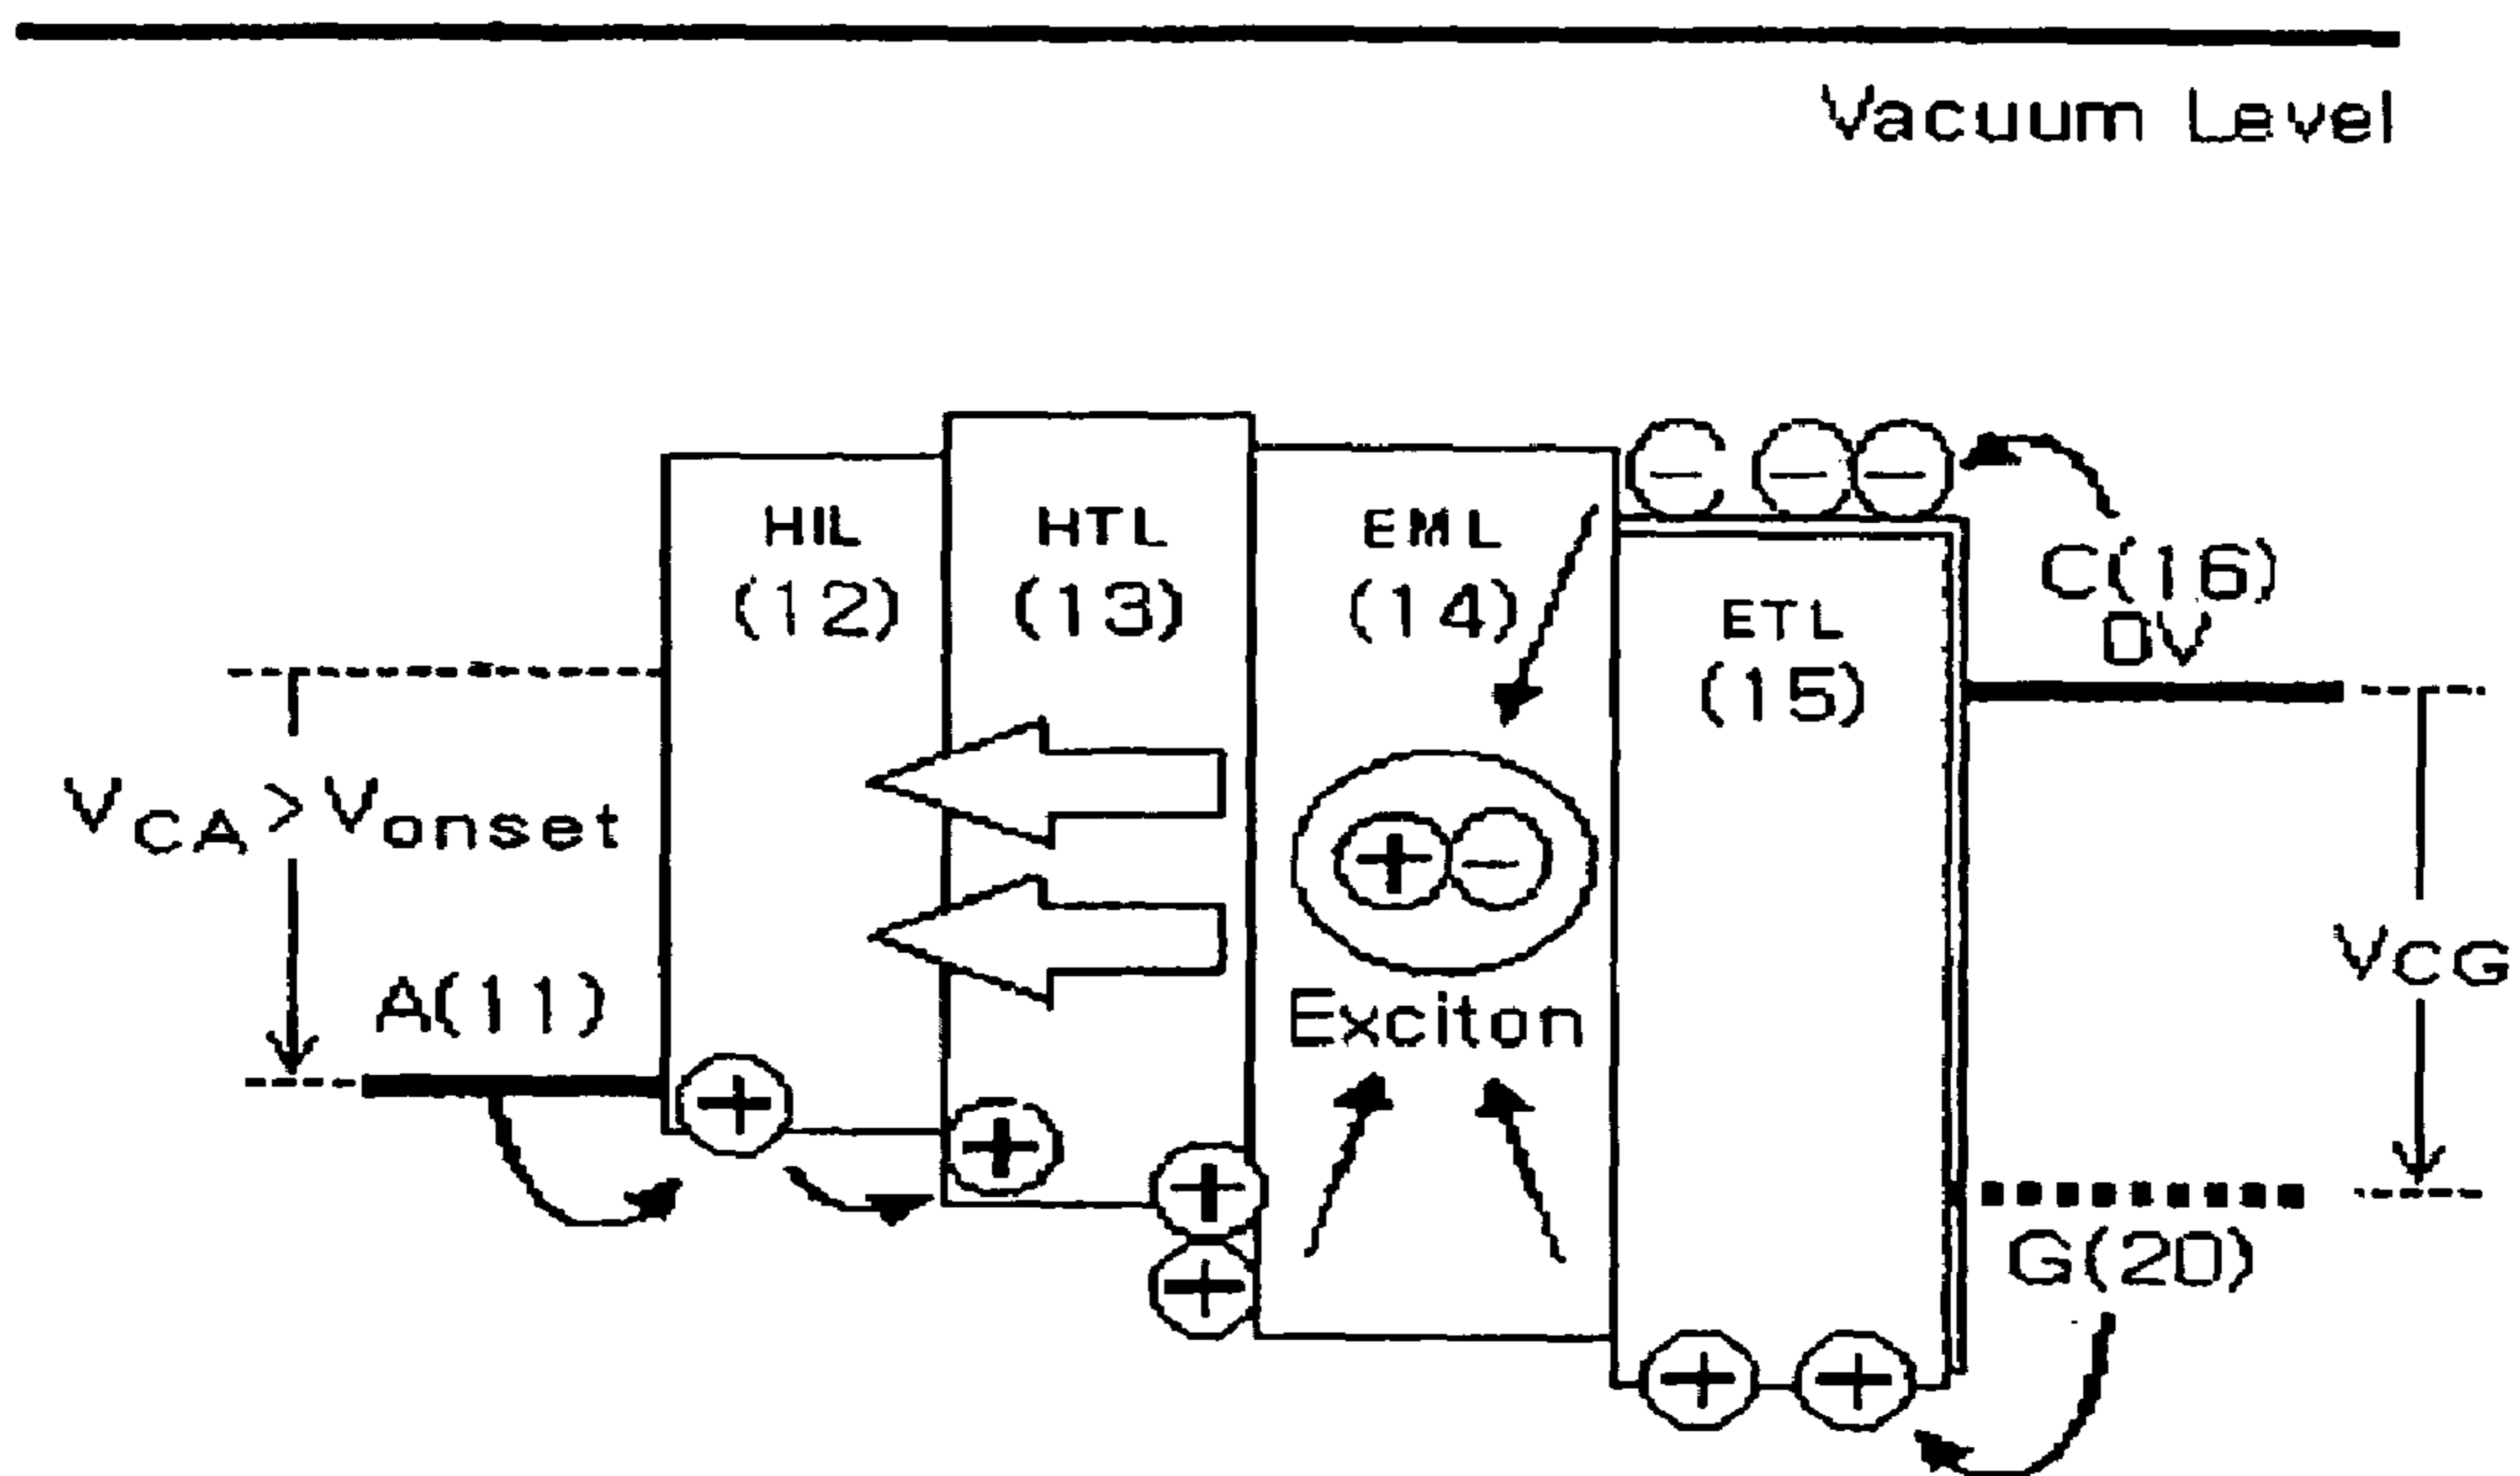 Vacuum Level
HIL
(12)
HTL
(13)
EML
(14)
ETL
(15)
C(16)
0V
VCA>Vonset
A(11)
Exciton
VCG
G(20)